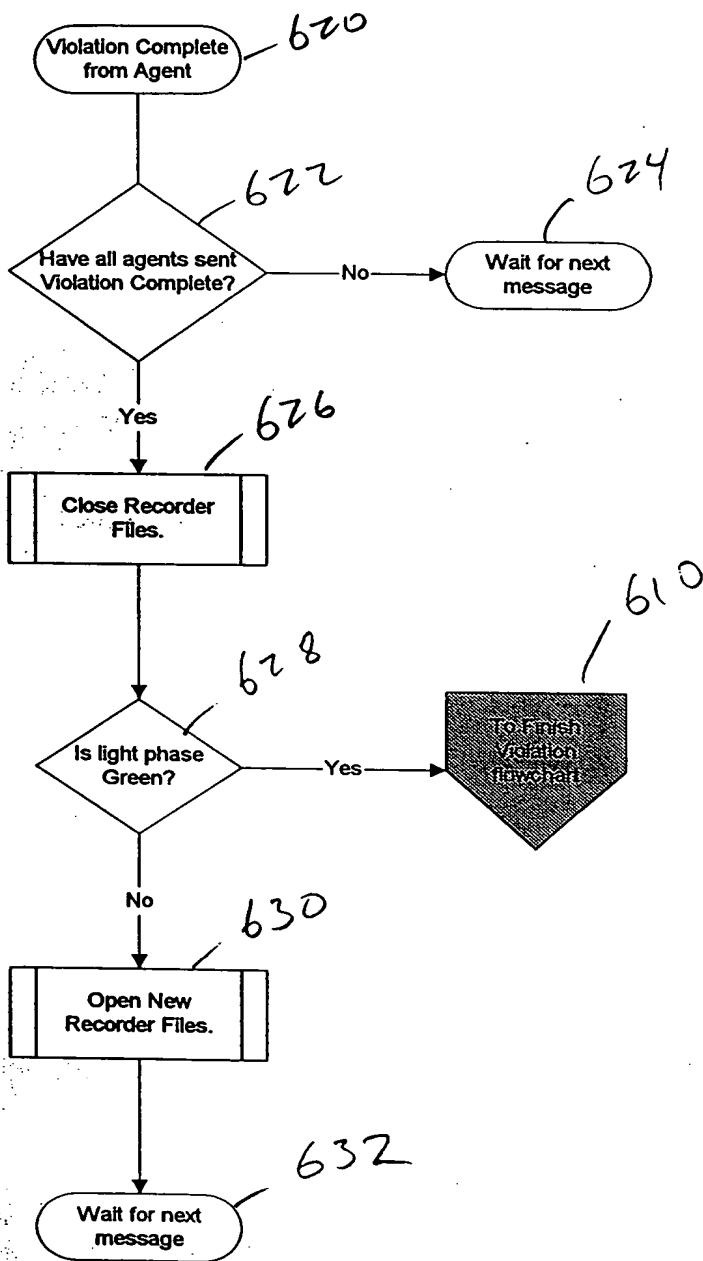 Violation Complete
from Agent
620
622
Have all agents sent
Violation Complete?
No
624
Wait for next
message
Yes
626
Close Recorder
Files.
610
628
Is light phase
Green?
Yes
To Finish
Violation
flowchart
No
630
Open New
Recorder Files.
632
Wait for next
message